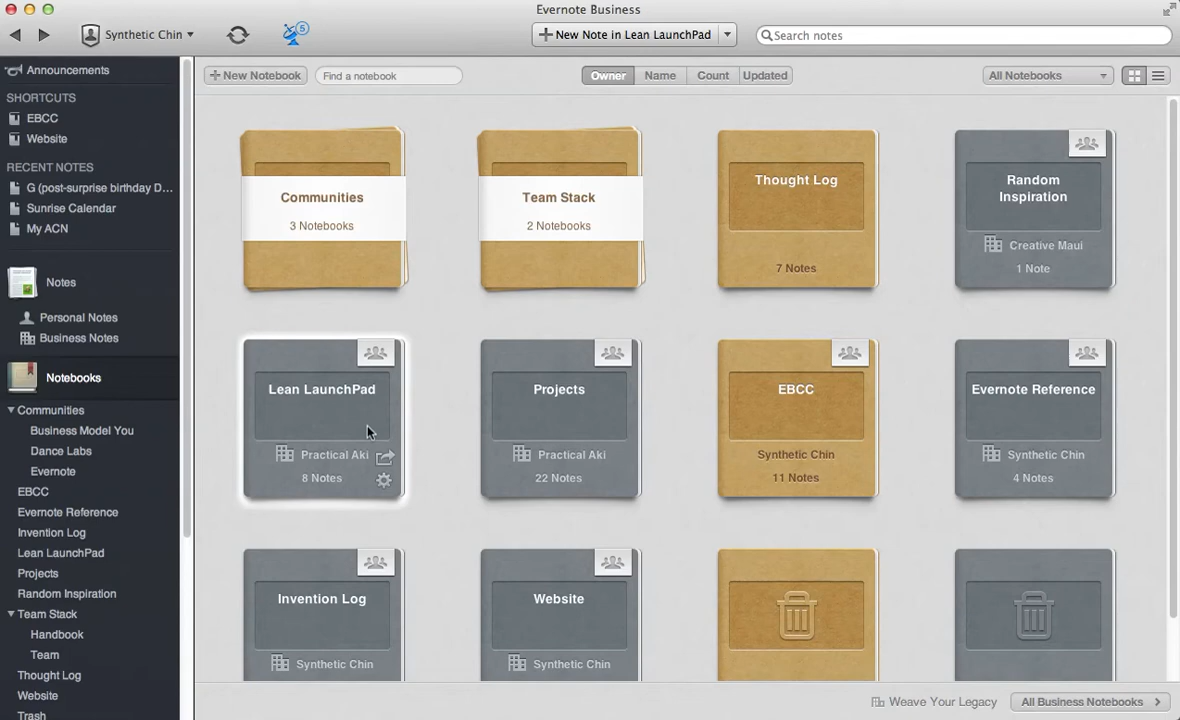 Evernote Business
Synthetic Chin
5
New Note in Lean LaunchPad
Search notes
Announcements
SHORTCUTS
EBCC
Website
RECENT NOTES
G (post-surprise birthday D...
Sunrise Calendar
My ACN
Notes
Personal Notes
Business Notes
Notebooks
Communities
Business Model You
Dance Labs
Evernote
EBCC
Evernote Reference
Invention Log
Lean LaunchPad
Projects
Random Inspiration
Team Stack
Handbook
Team
Thought Log
Website
Trash
New Notebook
Find a notebook
Owner
Name
Count
Updated
All Notebooks
Communities
3 Notebooks
Team Stack
2 Notebooks
Thought Log
7 Notes
Random
Inspiration
Creative Maui
1 Note
Lean LaunchPad
Practical Aki
8 Notes
Projects
Practical Aki
22 Notes
EBCC
Synthetic Chin
11 Notes
Evernote Reference
Synthetic Chin
4 Notes
Invention Log
Synthetic Chin
Website
Synthetic Chin
Weave Your Legacy
All Business Notebooks